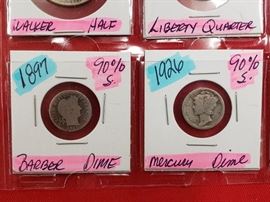 WALKER HALF
LIBERTY QUARTER
1897 90% S.
1926 90% S.
BARBER DIME
Mercury Dime